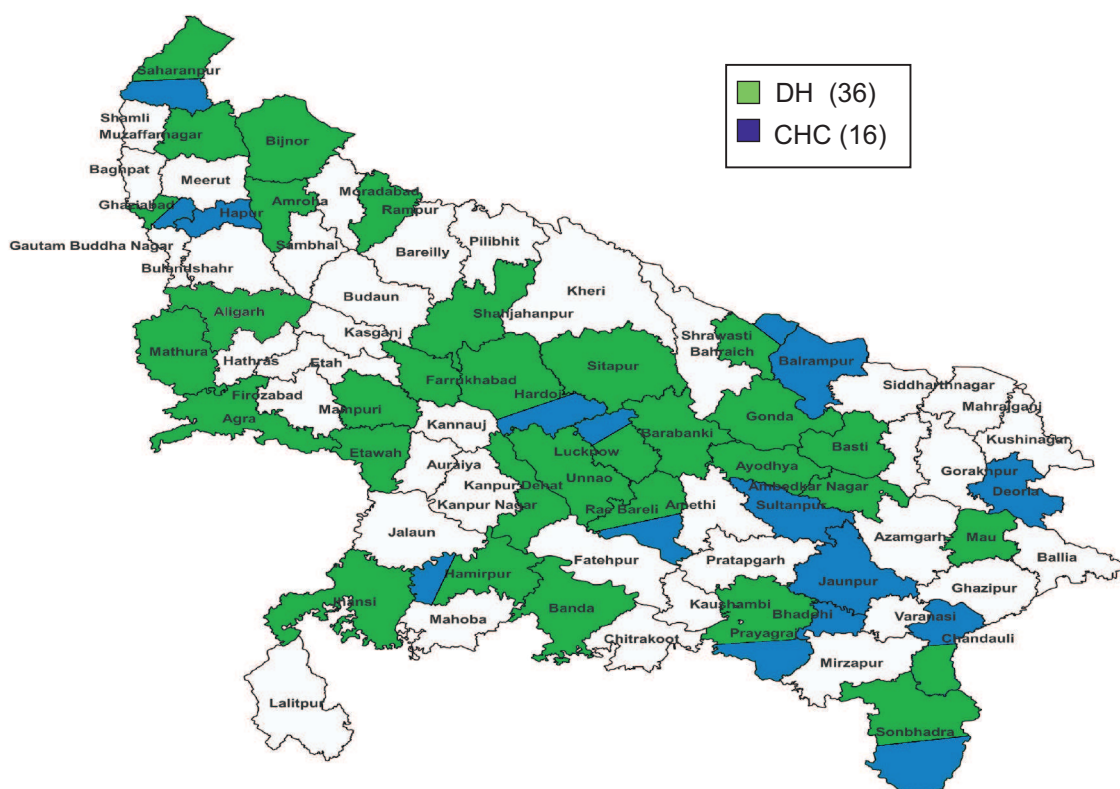 Saharanpur
DH (36)
CHC (16)
Shamli
Muzaffarnagar
Bijnor
Baghpat
Meerut
Moradabad
Ghaziabad
Amroha
Rampur
Hapur
Gautam Buddha Nagar
Sambhal
Pilibhit
Bareilly
Bulandshahr
Budaun
Kheri
Aligarh
Shahjahanpur
Kasganj
Shrawasti
Mathura
Hathras
Etah
Sitapur
Bahraich
Balrampur
Farrukhabad
Siddharthnagar
Firozabad
Hardoi
Mainpuri
Mahrajganj
Agra
Gonda
Kannauj
Barabanki
Kushinagar
Etawah
Lucknow
Basti
Auraiya
Ayodhya
Gorakhpur
Unnao
Kanpur Dehat
Ambedkar Nagar
Deoria
Kanpur Nagar
Rae Bareli
Amethi
Sultanpur
Jalaun
Azamgarh
Mau
Fatehpur
Pratapgarh
Ballia
Hamirpur
Jaunpur
Ghazipur
Jhansi
Banda
Kaushambi
Bhadohi
Varanasi
Mahoba
Chitrakoot
Prayagraj
Chandauli
Mirzapur
Lalitpur
Sonbhadra